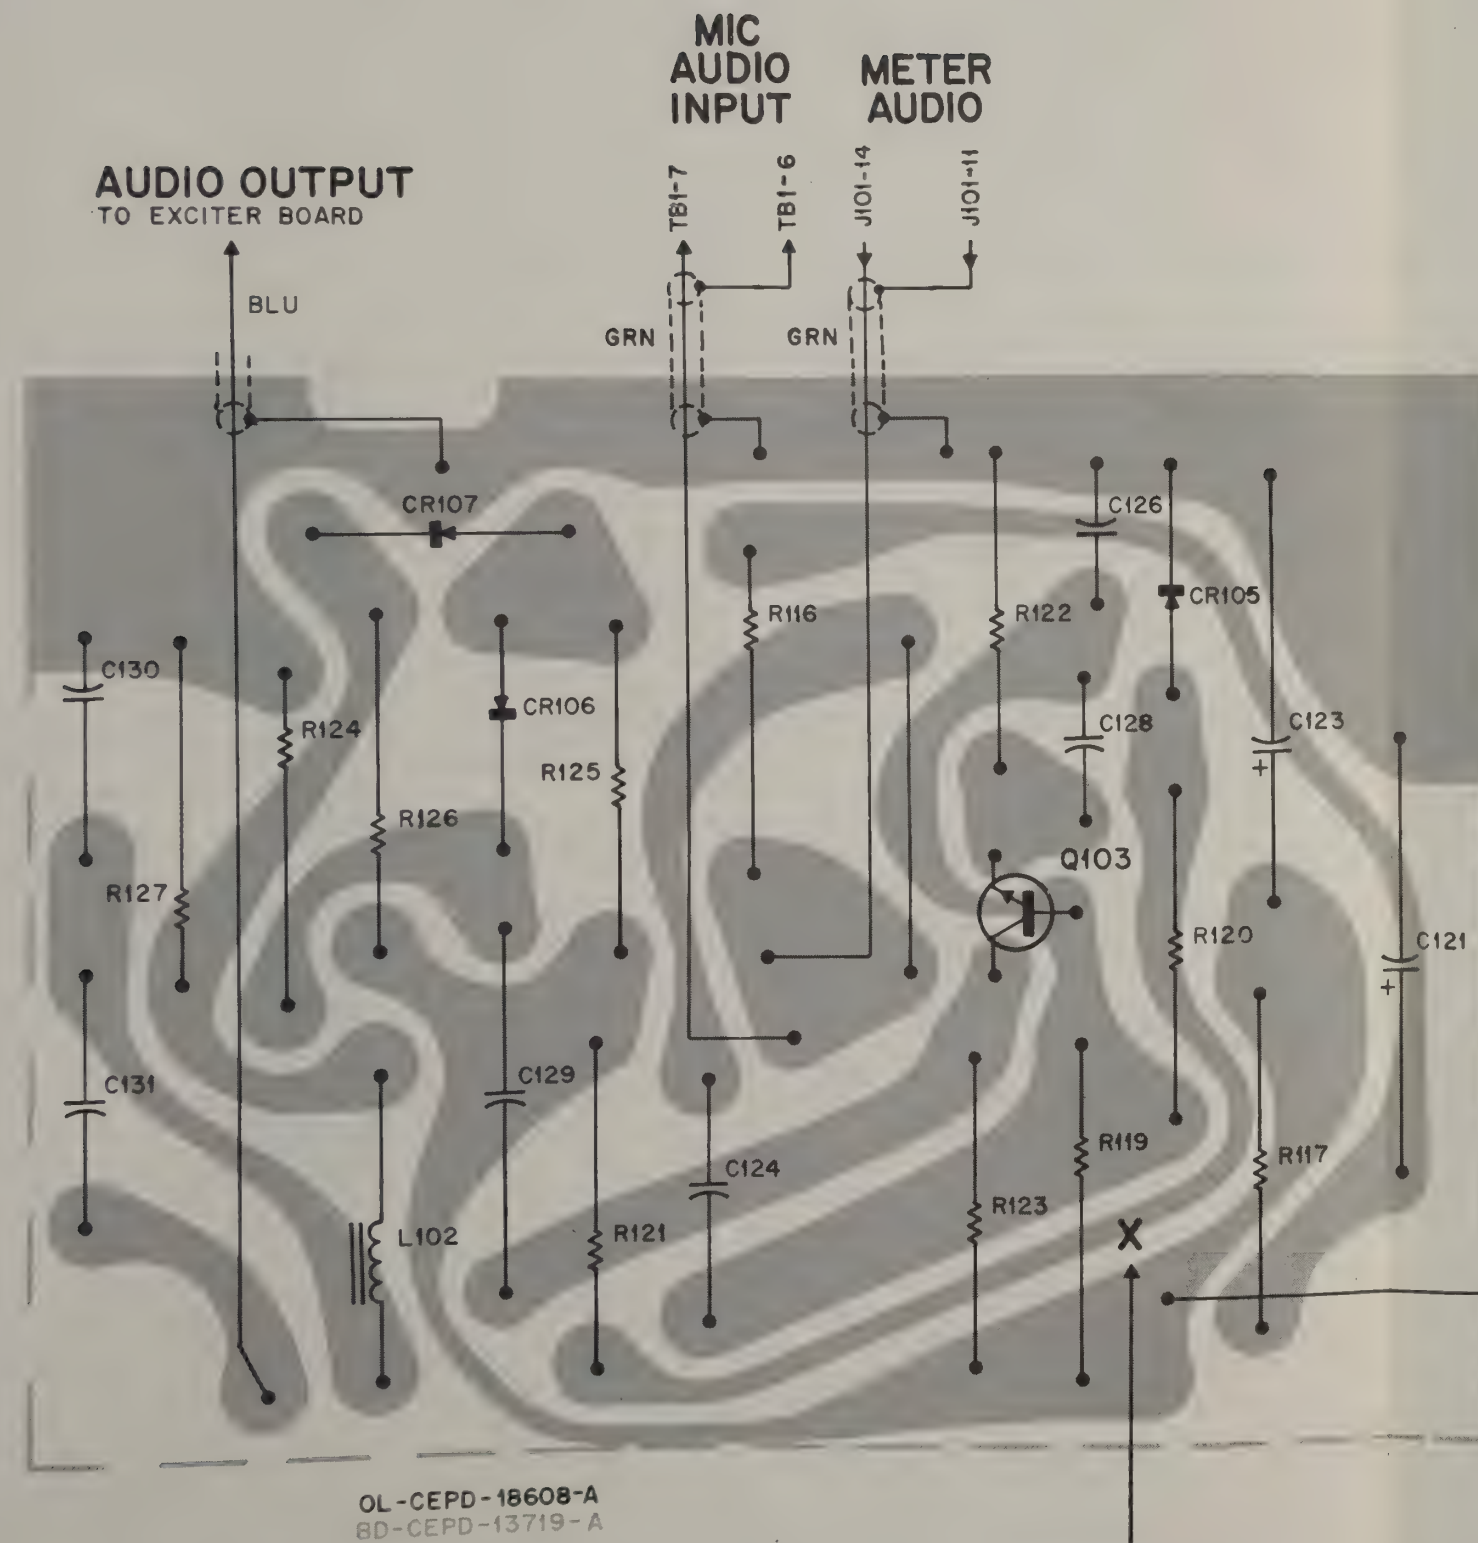 MIC
AUDIO
INPUT
METER
AUDIO
AUDIO OUTPUT
TO EXCITER BOARD
TB1-7
TB1-6
J101-14
J101-11
BLU
GRN
GRN
CR107
C126
R116
R122
CR105
C130
R124
CR106
C128
C123
R125
R126
Q103
R127
R120
C121
+
+
C131
C129
R119
R117
C124
R123
L102
R121
X
OL-CEPD-18608-A
BD-CEPD-13719-A